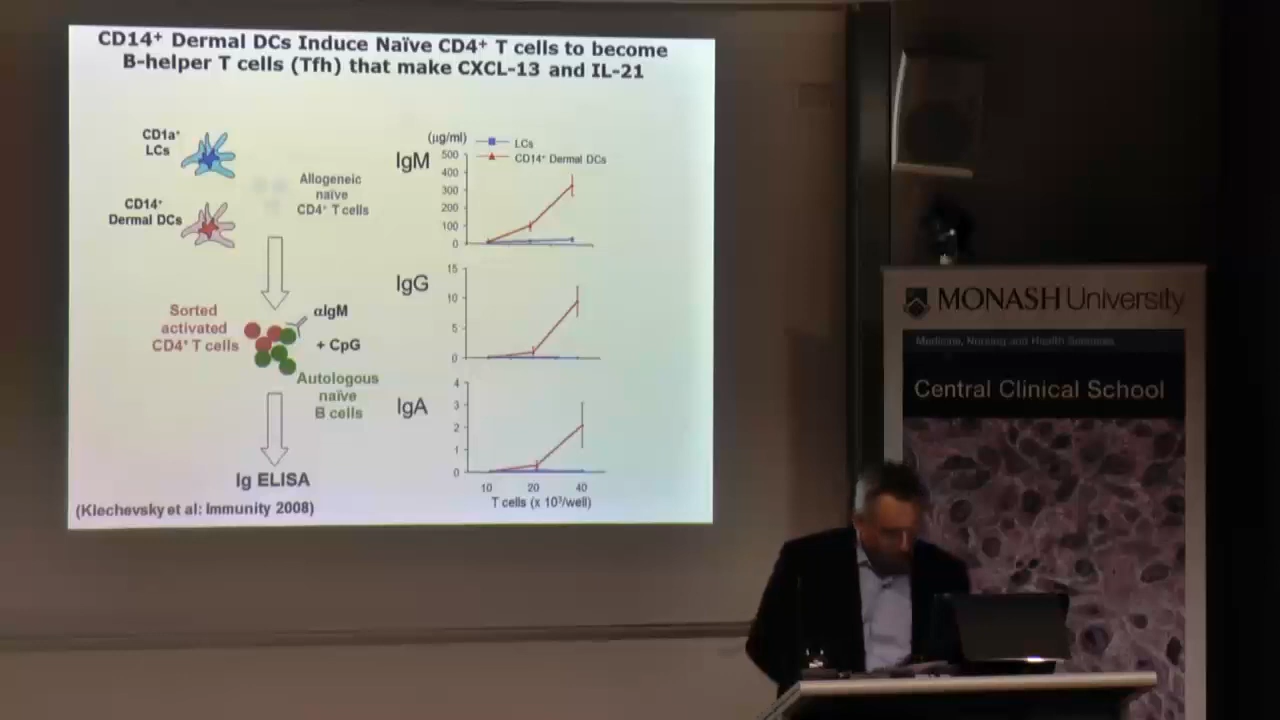 CD14⁺ Dermal DCs Induce Naïve CD4⁺ T cells to become
B-helper T cells (Tfh) that make CXCL-13 and IL-21
CD1a⁺
LCs
CD14⁺
Dermal DCs
Allogeneic
naïve
CD4⁺ T cells
Sorted
activated
CD4⁺ T cells
αIgM
+ CpG
Autologous
naïve
B cells
Ig ELISA
(Klechevsky et al: Immunity 2008)
(μg/ml)
LCs
CD14⁺ Dermal DCs
IgM
500
400
300
200
100
0
IgG
15
10
5
0
IgA
4
3
2
1
0
10 20 40
T cells (x 10³/well)
MONASH University
Medicine, Nursing and Health Sciences
Central Clinical School